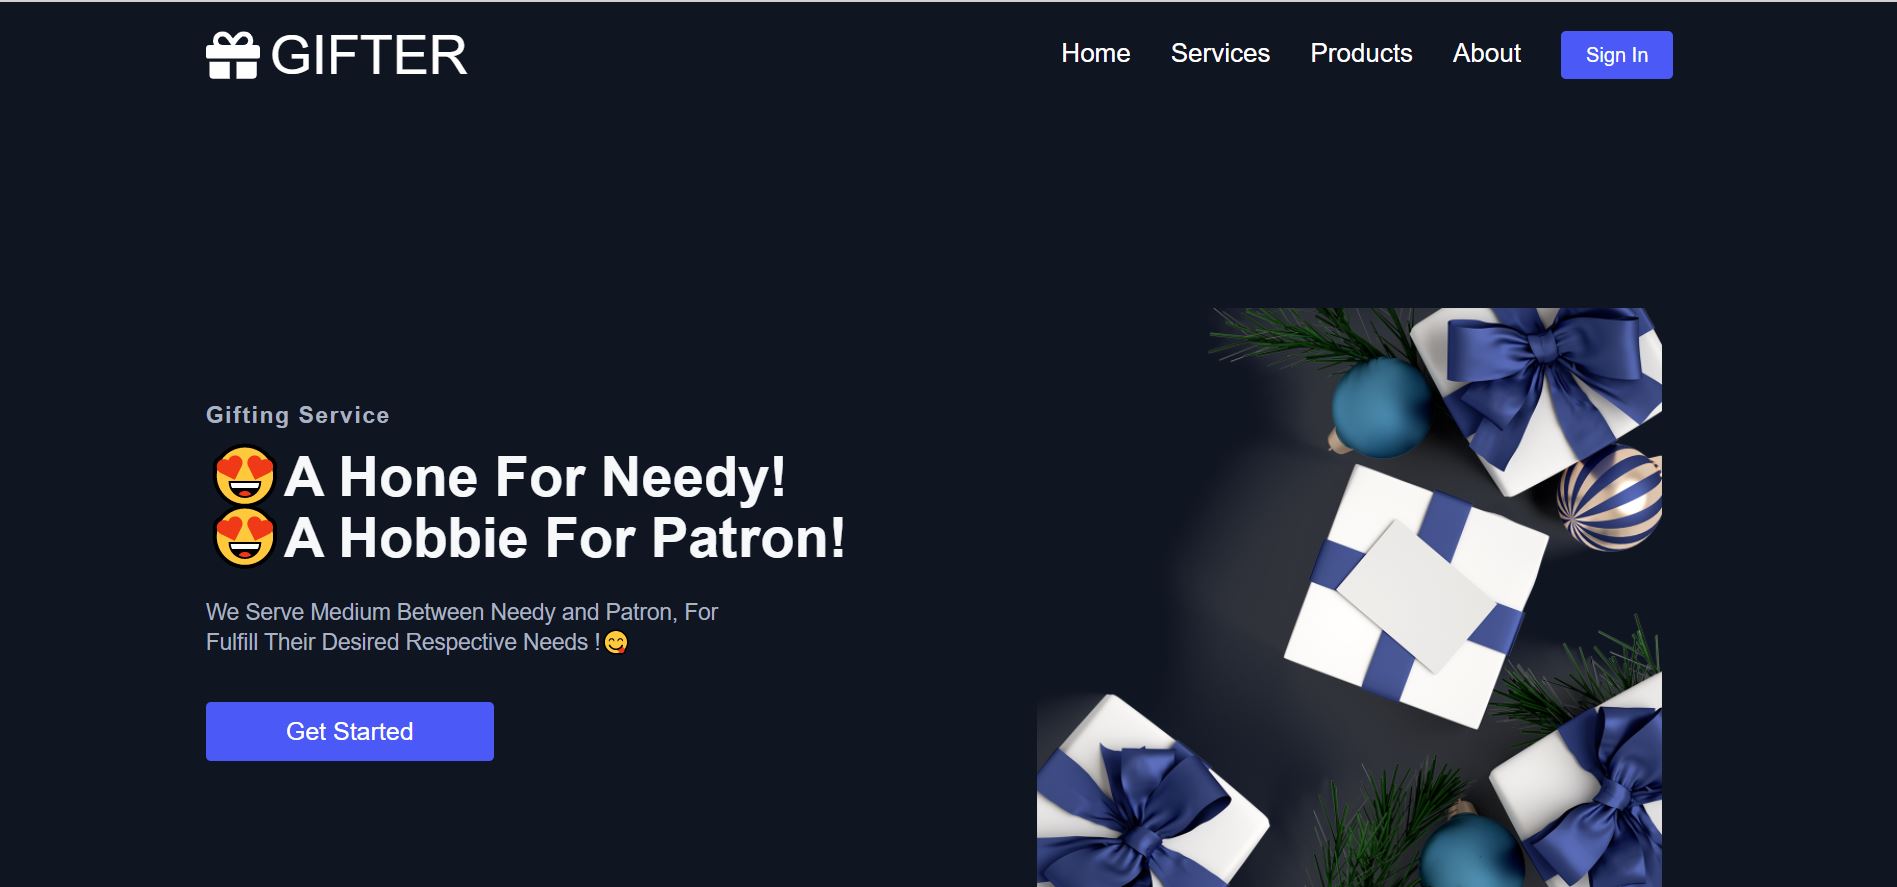 GIFTER
Home Services Products About Sign In
Gifting Service
😍A Hone For Needy!
😍A Hobbie For Patron!
We Serve Medium Between Needy and Patron, For
Fulfill Their Desired Respective Needs !😋
Get Started